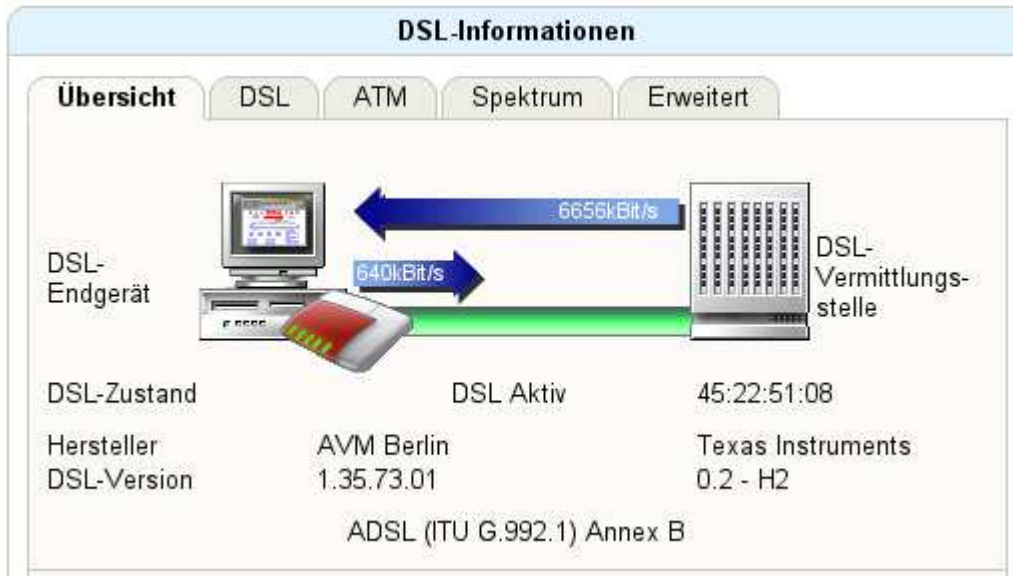 DSL-Informationen
Übersicht DSL ATM Spektrum Erweitert
6656kBit/s
640kBit/s
DSL-
Endgerät
DSL-
Vermittlungs-
stelle
DSL-Zustand DSL Aktiv 45:22:51:08
Hersteller AVM Berlin Texas Instruments
DSL-Version 1.35.73.01 0.2 - H2
ADSL (ITU G.992.1) Annex B